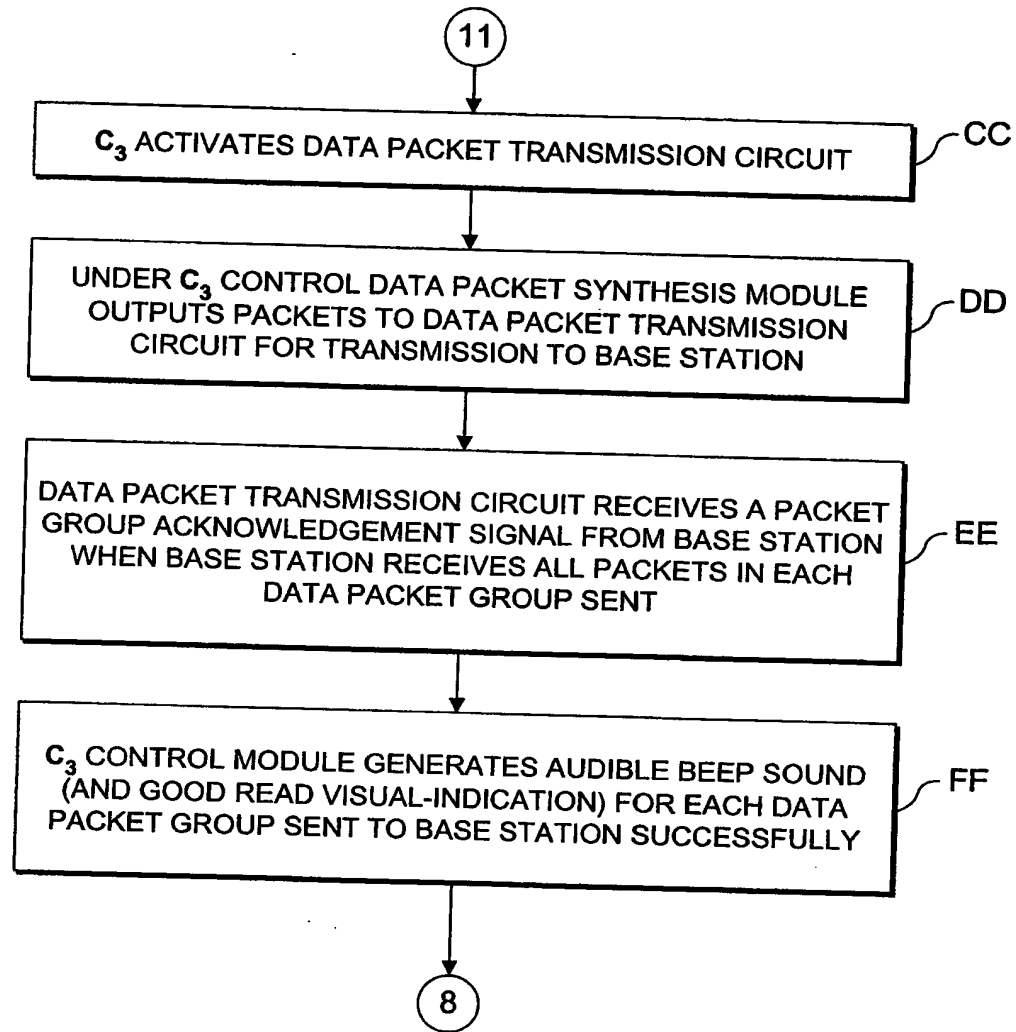 11
C₃ ACTIVATES DATA PACKET TRANSMISSION CIRCUIT
CC
UNDER C₃ CONTROL DATA PACKET SYNTHESIS MODULE
OUTPUTS PACKETS TO DATA PACKET TRANSMISSION
CIRCUIT FOR TRANSMISSION TO BASE STATION
DD
DATA PACKET TRANSMISSION CIRCUIT RECEIVES A PACKET
GROUP ACKNOWLEDGEMENT SIGNAL FROM BASE STATION
WHEN BASE STATION RECEIVES ALL PACKETS IN EACH
DATA PACKET GROUP SENT
EE
C₃ CONTROL MODULE GENERATES AUDIBLE BEEP SOUND
(AND GOOD READ VISUAL-INDICATION) FOR EACH DATA
PACKET GROUP SENT TO BASE STATION SUCCESSFULLY
FF
8